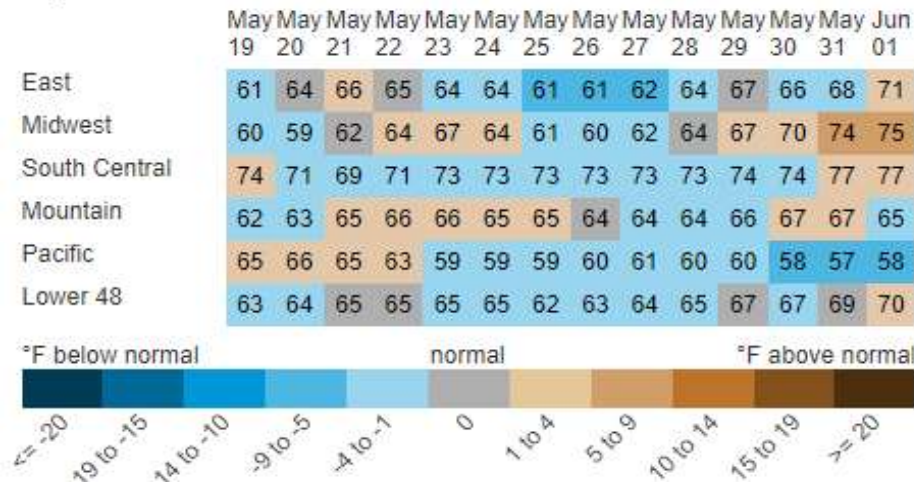 May May May May May May May May May May May May May Jun
19 20 21 22 23 24 25 26 27 28 29 30 31 01
East 61 64 66 65 64 64 61 61 62 64 67 66 68 71
Midwest 60 59 62 64 67 64 61 60 62 64 67 70 74 75
South Central 74 71 69 71 73 73 73 73 73 73 74 74 77 77
Mountain 62 63 65 66 66 65 65 64 64 64 66 67 67 65
Pacific 65 66 65 63 59 59 59 60 61 60 60 58 57 58
Lower 48 63 64 65 65 65 65 62 63 64 65 67 67 69 70
°F below normal normal °F above normal
<= -20 19 to -15 14 to -10 -9 to -5 -4 to -1 0 1 to 4 5 to 9 10 to 14 15 to 19 >= 20